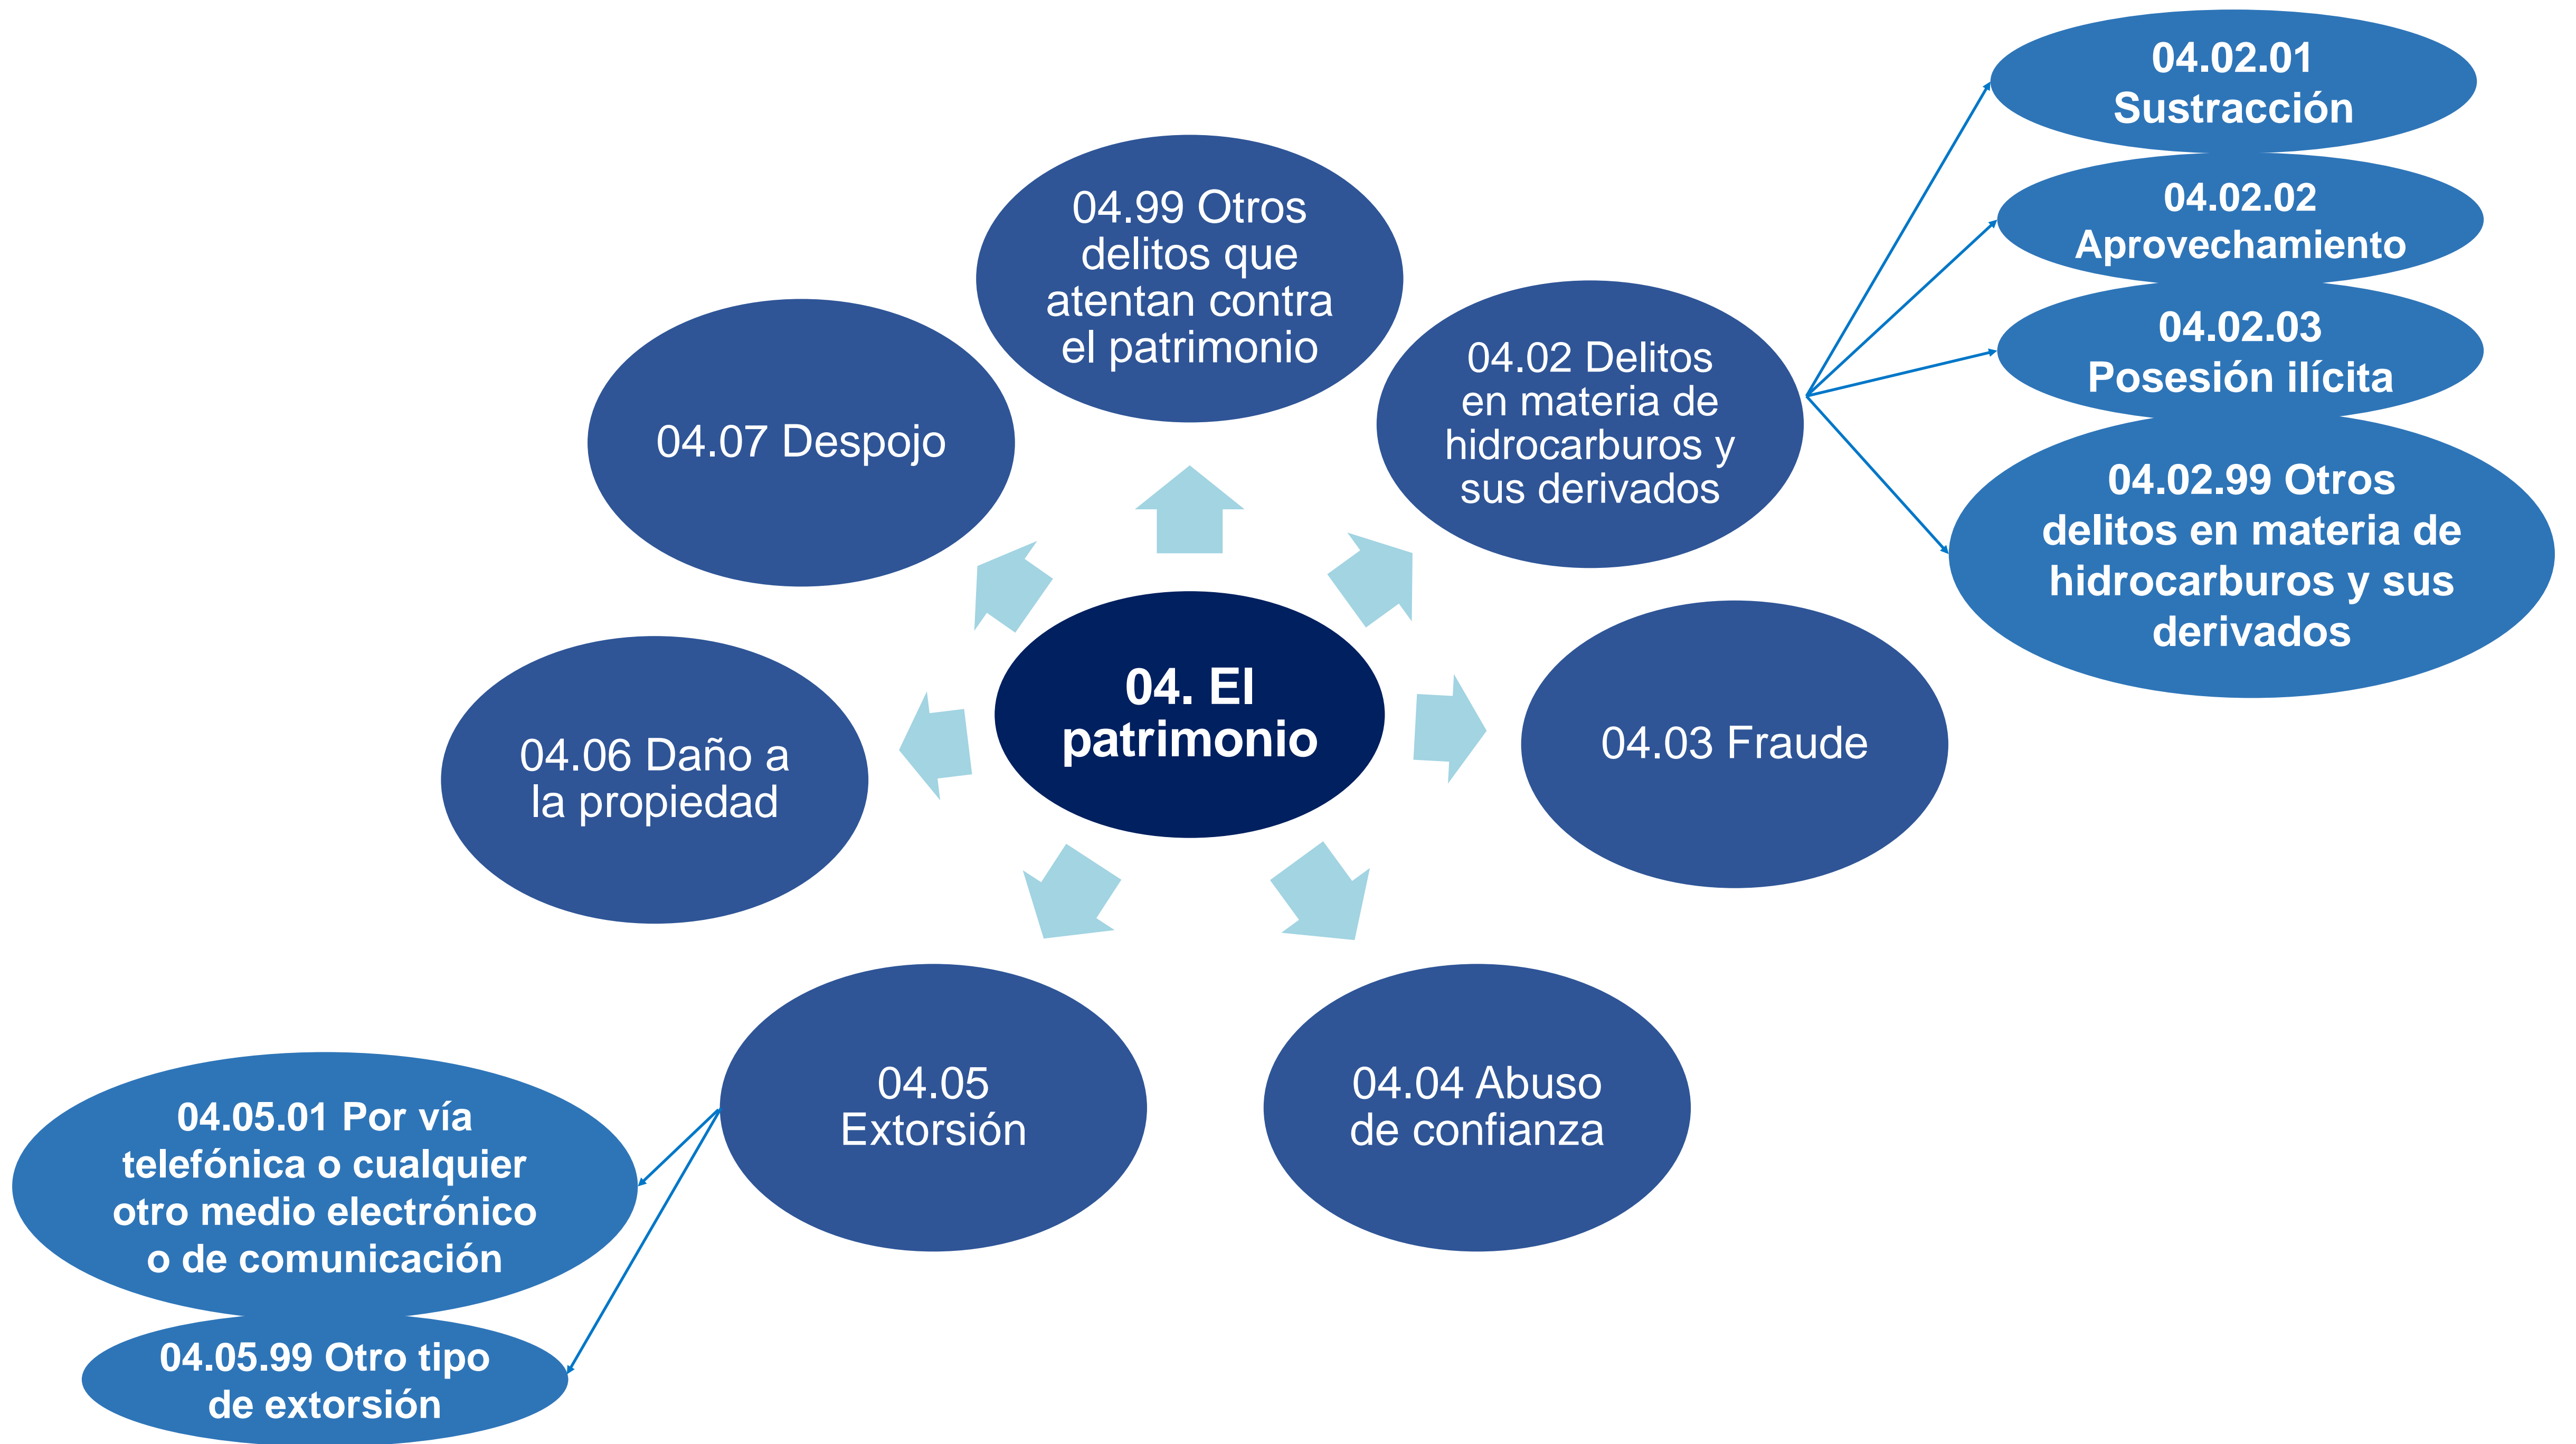 04.02.01
Sustracción
04.02.02
Aprovechamiento
04.02.03
Posesión ilícita
04.02.99 Otros
delitos en materia de
hidrocarburos y sus
derivados
04.99 Otros
delitos que
atentan contra
el patrimonio
04.02 Delitos
en materia de
hidrocarburos y
sus derivados
04.07 Despojo
04. El
patrimonio
04.03 Fraude
04.06 Daño a
la propiedad
04.05
Extorsión
04.04 Abuso
de confianza
04.05.01 Por vía
telefónica o cualquier
otro medio electrónico
o de comunicación
04.05.99 Otro tipo
de extorsión